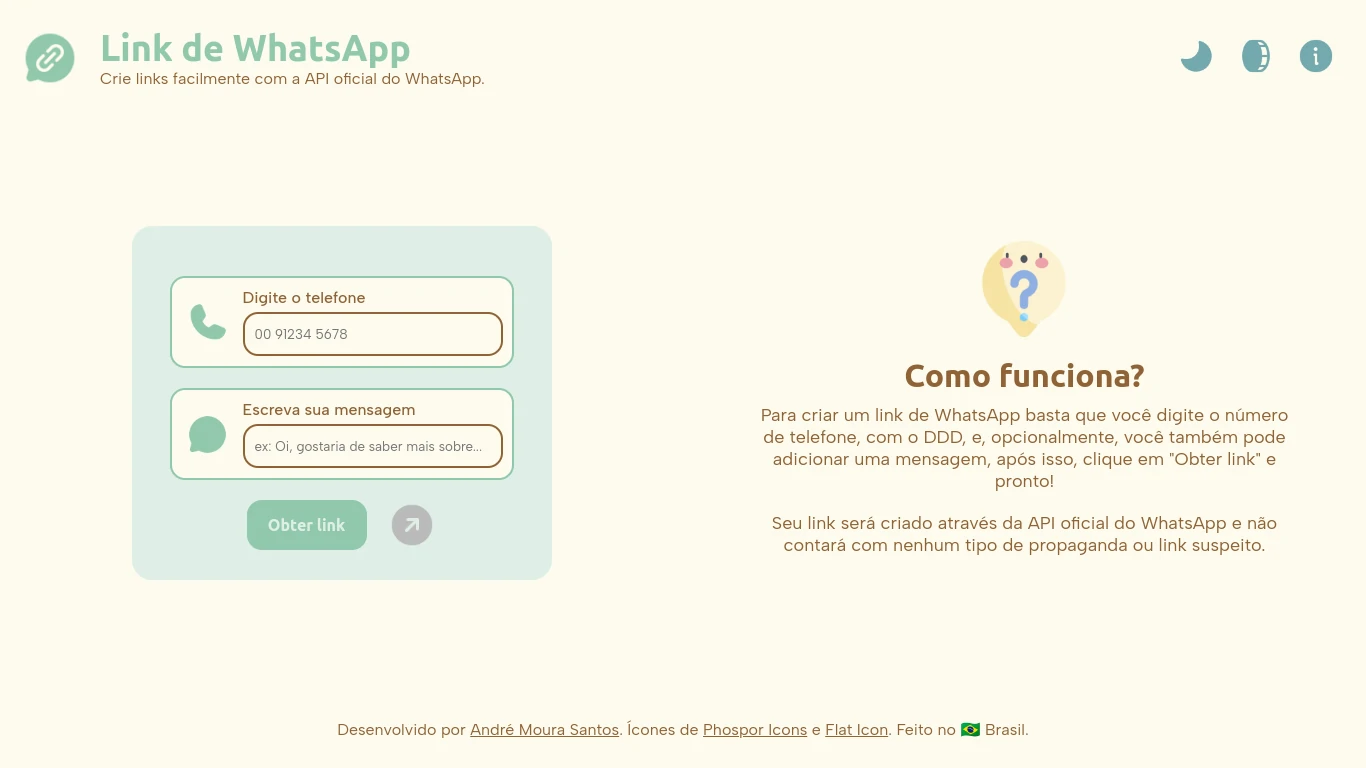 Link de WhatsApp
Crie links facilmente com a API oficial do WhatsApp.
Digite o telefone
00 91234 5678
Escreva sua mensagem
ex: Oi, gostaria de saber mais sobre...
Obter link
?
Como funciona?
Para criar um link de WhatsApp basta que você digite o número
de telefone, com o DDD, e, opcionalmente, você também pode
adicionar uma mensagem, após isso, clique em "Obter link" e
pronto!
Seu link será criado através da API oficial do WhatsApp e não
contará com nenhum tipo de propaganda ou link suspeito.
Desenvolvido por André Moura Santos. Ícones de Phospor Icons e Flat Icon. Feito no 🇧🇷 Brasil.